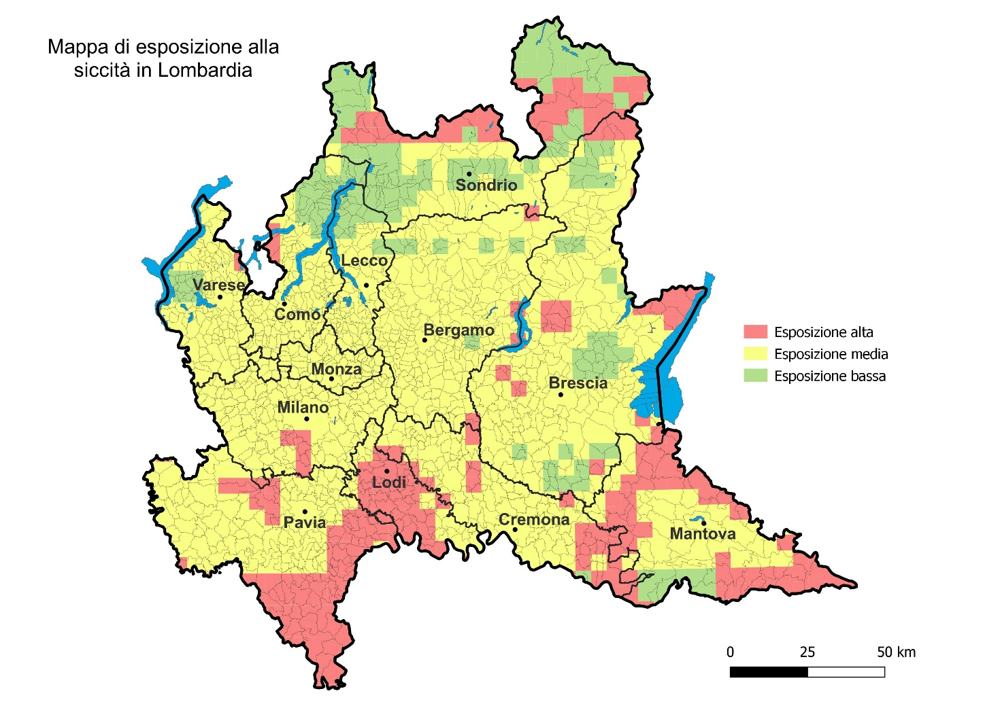 Mappa di esposizione alla
siccità in Lombardia
Sondrio
Lecco
Varese
Como
Bergamo
Monza
Brescia
Milano
Lodi
Pavia
Cremona
Mantova
Esposizione alta
Esposizione media
Esposizione bassa
0 25 50 km